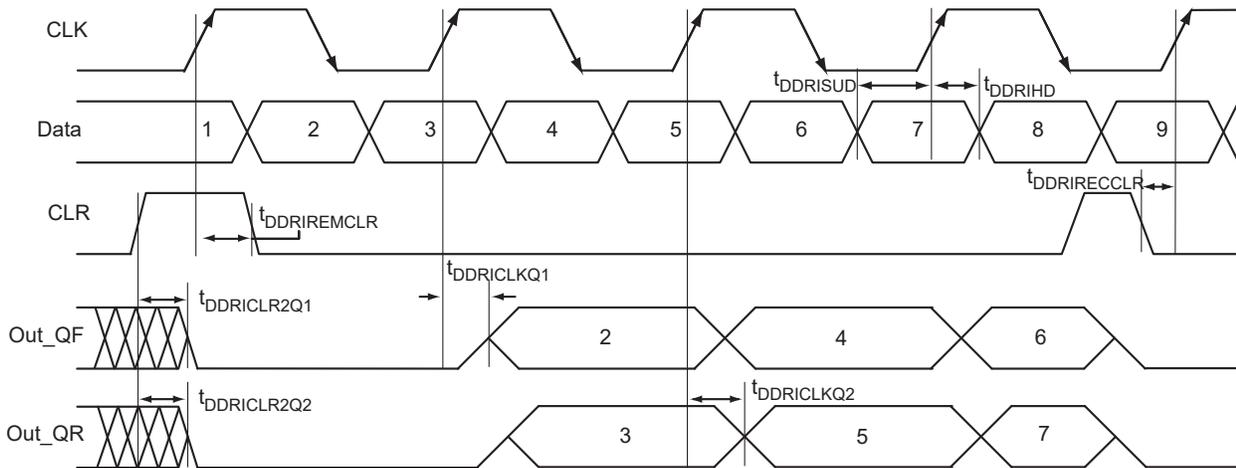 CLK
tDDRISUD
tDDRIHD
Data
1 2 3 4 5 6 7 8 9
tDDRIRECCLR
CLR
tDDRIREMCLR
tDDRICLKQ1
tDDRICLR2Q1
Out_QF
2 4 6
tDDRICLR2Q2
tDDRICLKQ2
Out_QR
3 5 7